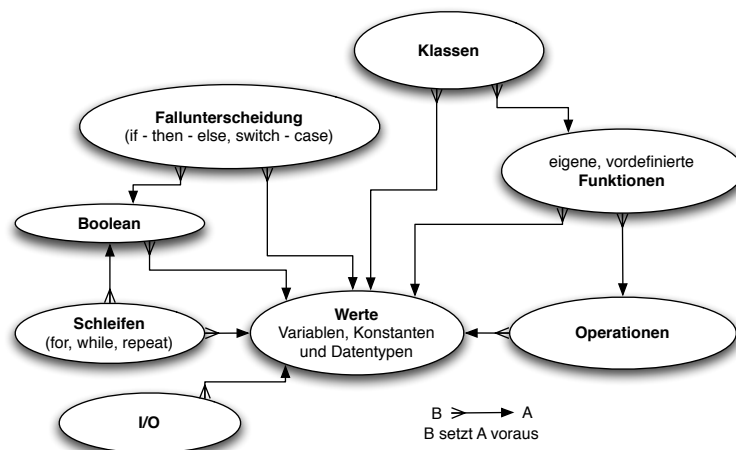 Klassen
Fallunterscheidung
(if - then - else, switch - case)
eigene, vordefinierte
Funktionen
Boolean
Werte
Variablen, Konstanten
und Datentypen
Schleifen
(for, while, repeat)
Operationen
I/O
B A
B setzt A voraus